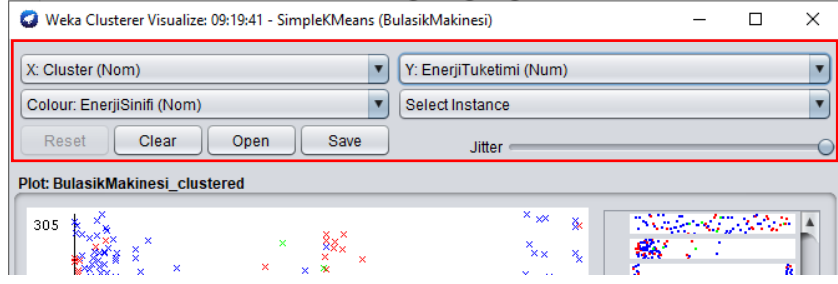 Weka Clusterer Visualize: 09:19:41 - SimpleKMeans (BulasikMakinesi)
X: Cluster (Nom) Y: EnerjiTuketimi (Num)
Colour: EnerjiSinifi (Nom) Select Instance
Reset Clear Open Save Jitter
Plot: BulasikMakinesi_clustered
305